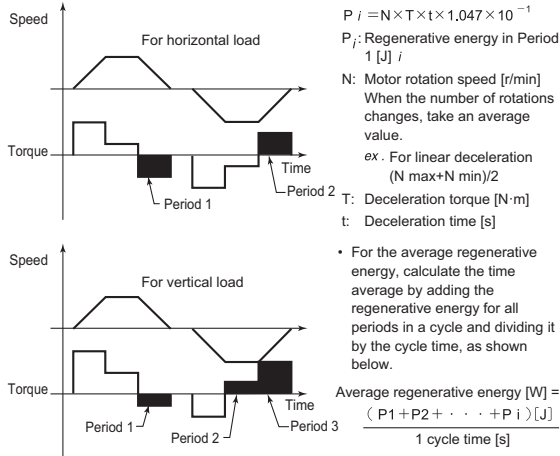 Speed
For horizontal load
Torque
Time
Period 1
Period 2
Speed
For vertical load
Torque
Time
Period 1
Period 2
Period 3
P i =N×T×t×1.047×10⁻¹
Pi: Regenerative energy in Period
1 [J] i
N: Motor rotation speed [r/min]
When the number of rotations
changes, take an average
value.
ex. For linear deceleration
(N max+N min)/2
T: Deceleration torque [N·m]
t: Deceleration time [s]
• For the average regenerative
energy, calculate the time
average by adding the
regenerative energy for all
periods in a cycle and dividing it
by the cycle time, as shown
below.
Average regenerative energy [W] =
( P1+P2+ · · · +P i )[J]
1 cycle time [s]